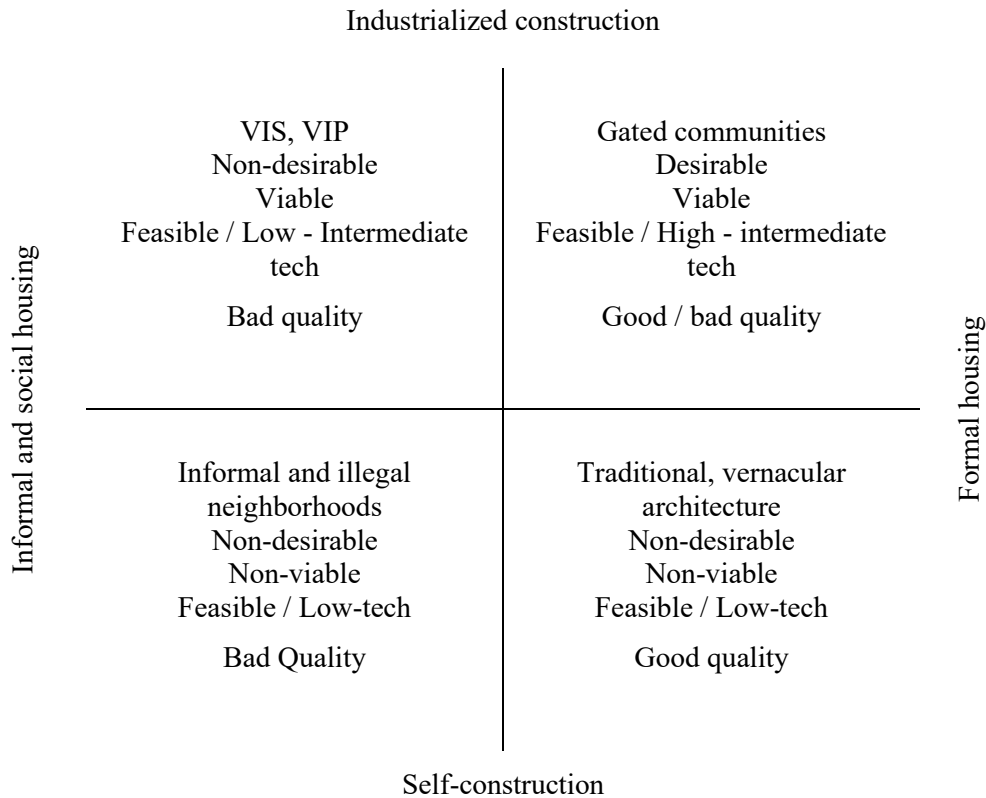 Industrialized construction
VIS, VIP
Non-desirable
Viable
Feasible / Low - Intermediate
tech
Bad quality
Gated communities
Desirable
Viable
Feasible / High - intermediate
tech
Good / bad quality
Informal and social housing
Formal housing
Informal and illegal
neighborhoods
Non-desirable
Non-viable
Feasible / Low-tech
Bad Quality
Traditional, vernacular
architecture
Non-desirable
Non-viable
Feasible / Low-tech
Good quality
Self-construction